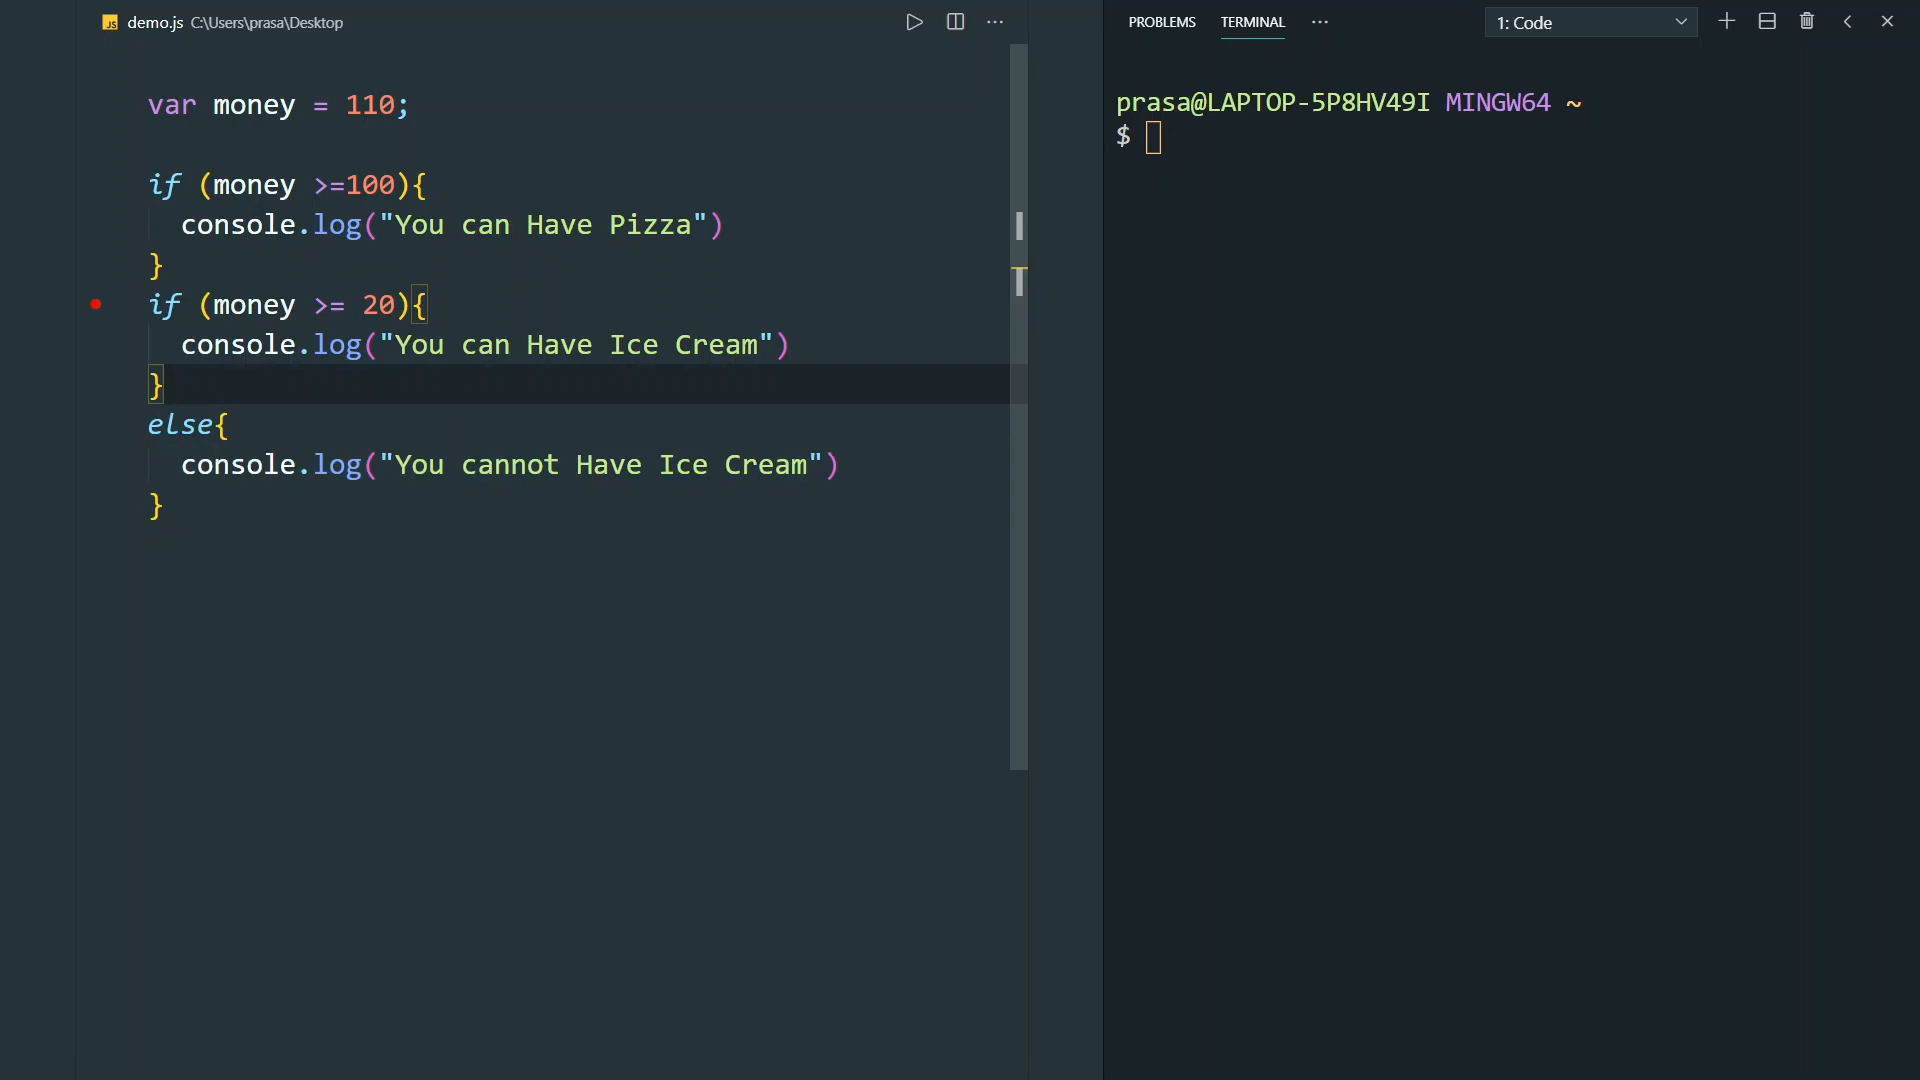 JS demo.js C:\Users\prasa\Desktop
var money = 110;
if (money >=100){
console.log("You can Have Pizza")
}
if (money >= 20){
console.log("You can Have Ice Cream")
}
else{
console.log("You cannot Have Ice Cream")
}
PROBLEMS TERMINAL ··· 1: Code
prasa@LAPTOP-5P8HV49I MINGW64 ~
$